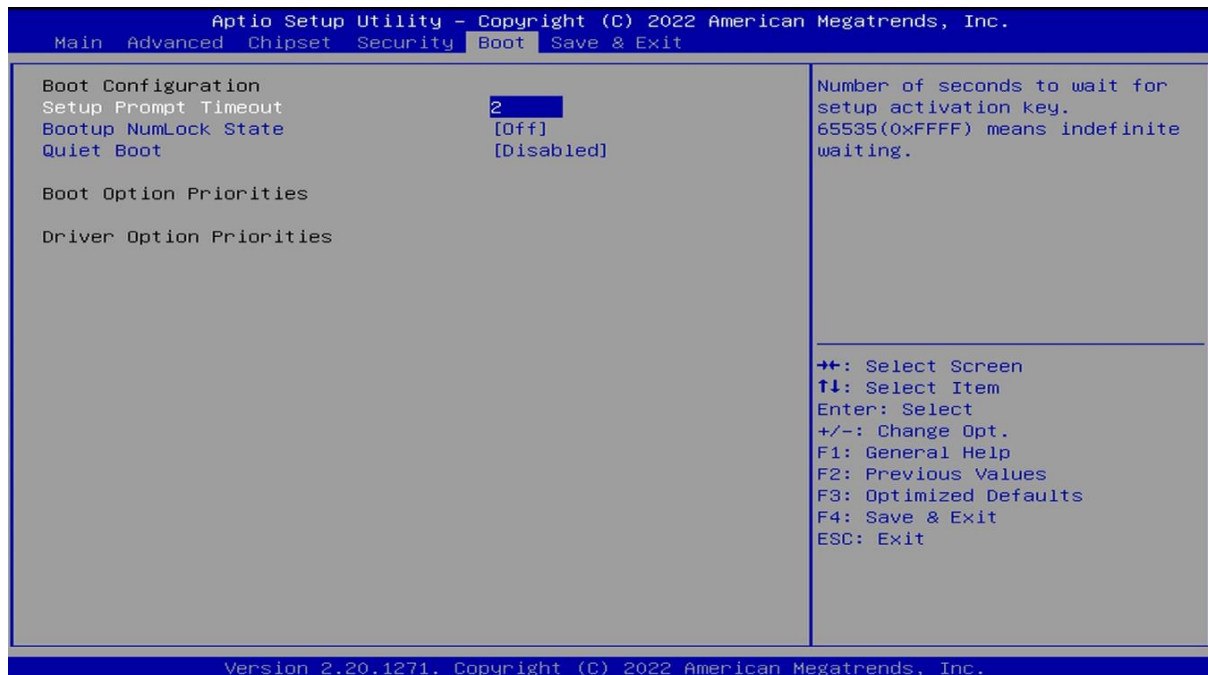 Aptio Setup Utility – Copyright (C) 2022 American Megatrends, Inc.
Main Advanced Chipset Security Boot Save & Exit
Boot Configuration
Setup Prompt Timeout 2
Bootup NumLock State [Off]
Quiet Boot [Disabled]
Boot Option Priorities
Driver Option Priorities
Number of seconds to wait for
setup activation key.
65535(0xFFFF) means indefinite
waiting.
→←: Select Screen
↑↓: Select Item
Enter: Select
+/-: Change Opt.
F1: General Help
F2: Previous Values
F3: Optimized Defaults
F4: Save & Exit
ESC: Exit
Version 2.20.1271. Copyright (C) 2022 American Megatrends, Inc.